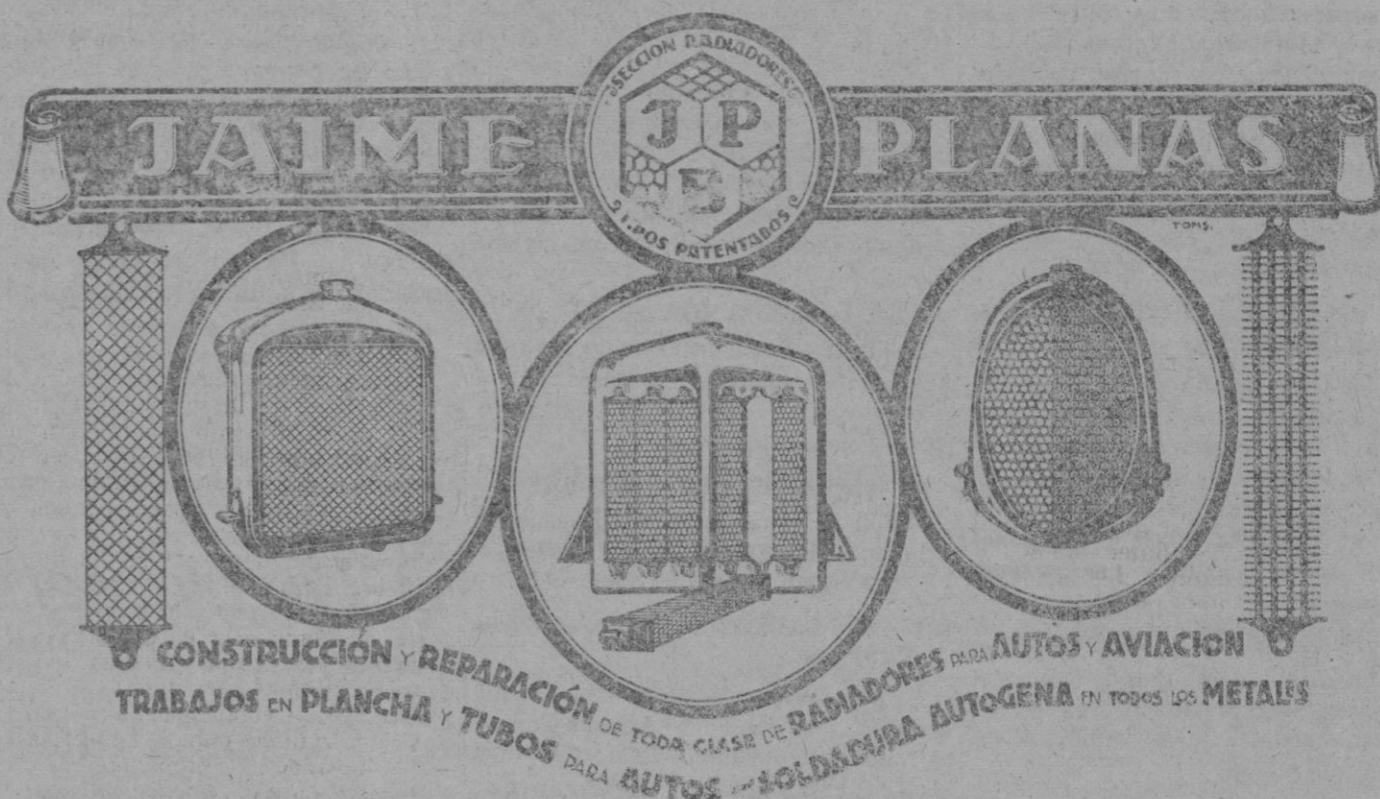 SECCION RADIADORES
JAIME
J P
B
PLANAS
TIPOS PATENTADOS
TOMS.
CONSTRUCCIÓN Y REPARACIÓN DE TODA CLASE DE RADIADORES PARA AUTOS Y AVIACION
TRABAJOS EN PLANCHA Y TUBOS PARA AUTOS SOLDADURA AUTOGENA EN TODOS LOS METALES